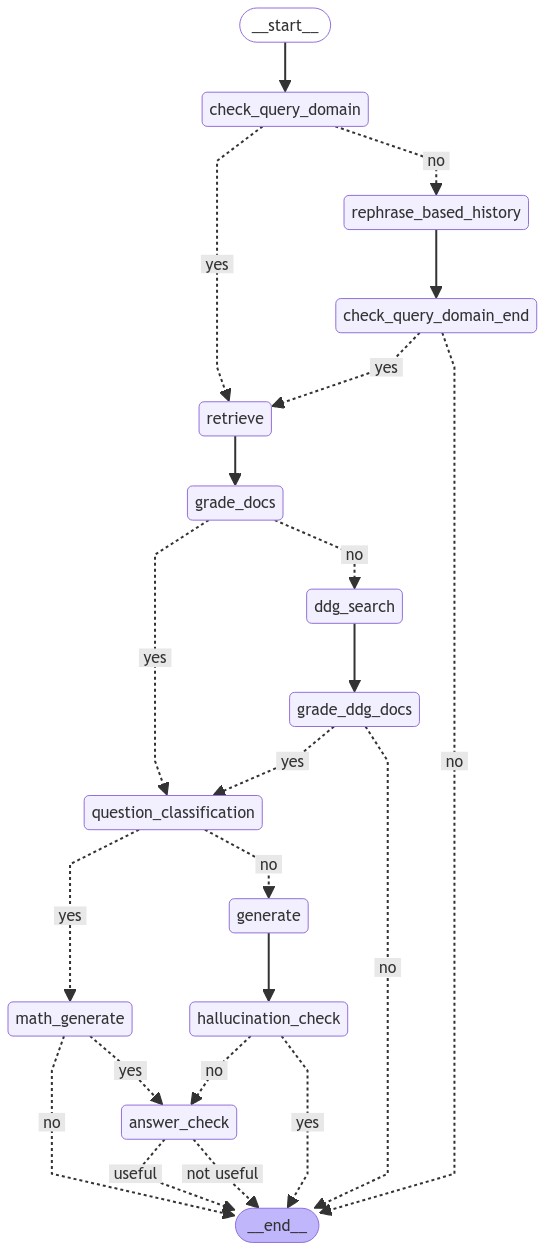 __start__
check_query_domain
no
rephrase_based_history
yes
check_query_domain_end
yes
retrieve
grade_docs
no
ddg_search
yes
grade_ddg_docs
yes
no
question_classification
no
yes
generate
no
math_generate
hallucination_check
yes
no
no
answer_check
yes
useful
not useful
__end__